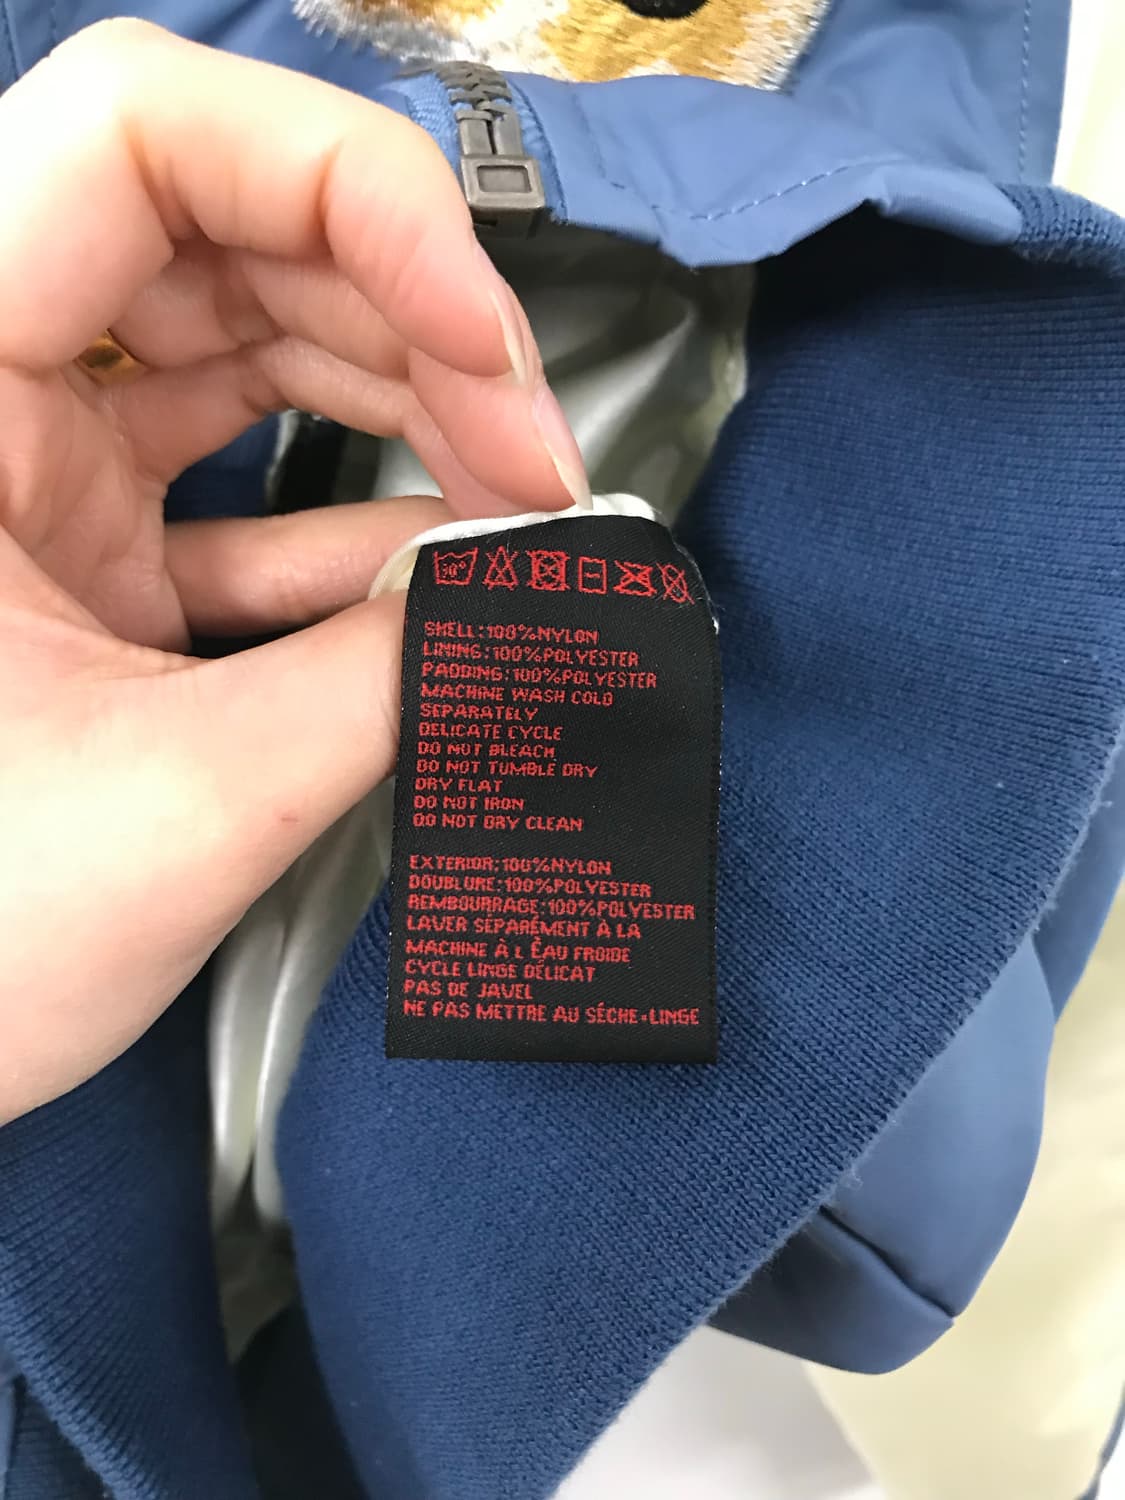 30°
SHELL:100%NYLON
LINING:100%POLYESTER
PADDING:100%POLYESTER
MACHINE WASH COLD
SEPARATELY
DELICATE CYCLE
DO NOT BLEACH
DO NOT TUMBLE DRY
DRY FLAT
DO NOT IRON
DO NOT DRY CLEAN
EXTERIOR:100%NYLON
DOUBLURE:100%POLYESTER
REMBOURRAGE:100%POLYESTER
LAVER SÉPARÉMENT À LA
MACHINE À L ÊAU FROIDE
CYCLE LINGE DÉLICAT
PAS DE JAVEL
NE PAS METTRE AU SÉCHE-LINGE